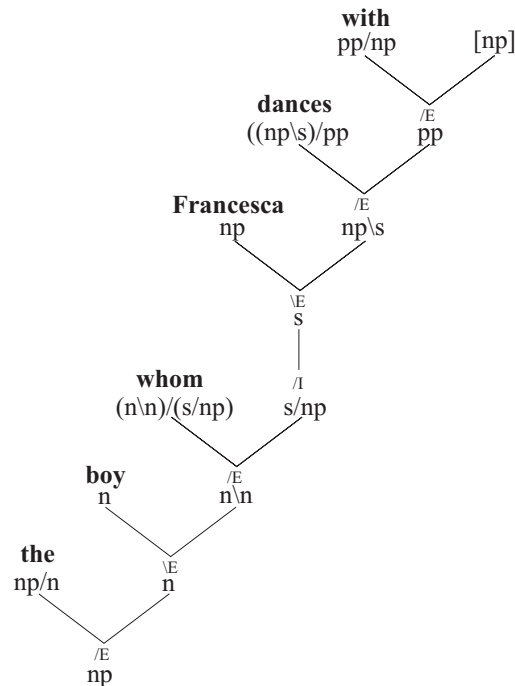 with
pp/np [np]
dances
((np\s)/pp
/E
pp
Francesca
np
/E
np\s
\E
s
whom
(n\n)/(s/np)
/I
s/np
boy
n
/E
n\n
the
np/n
\E
n
/E
np